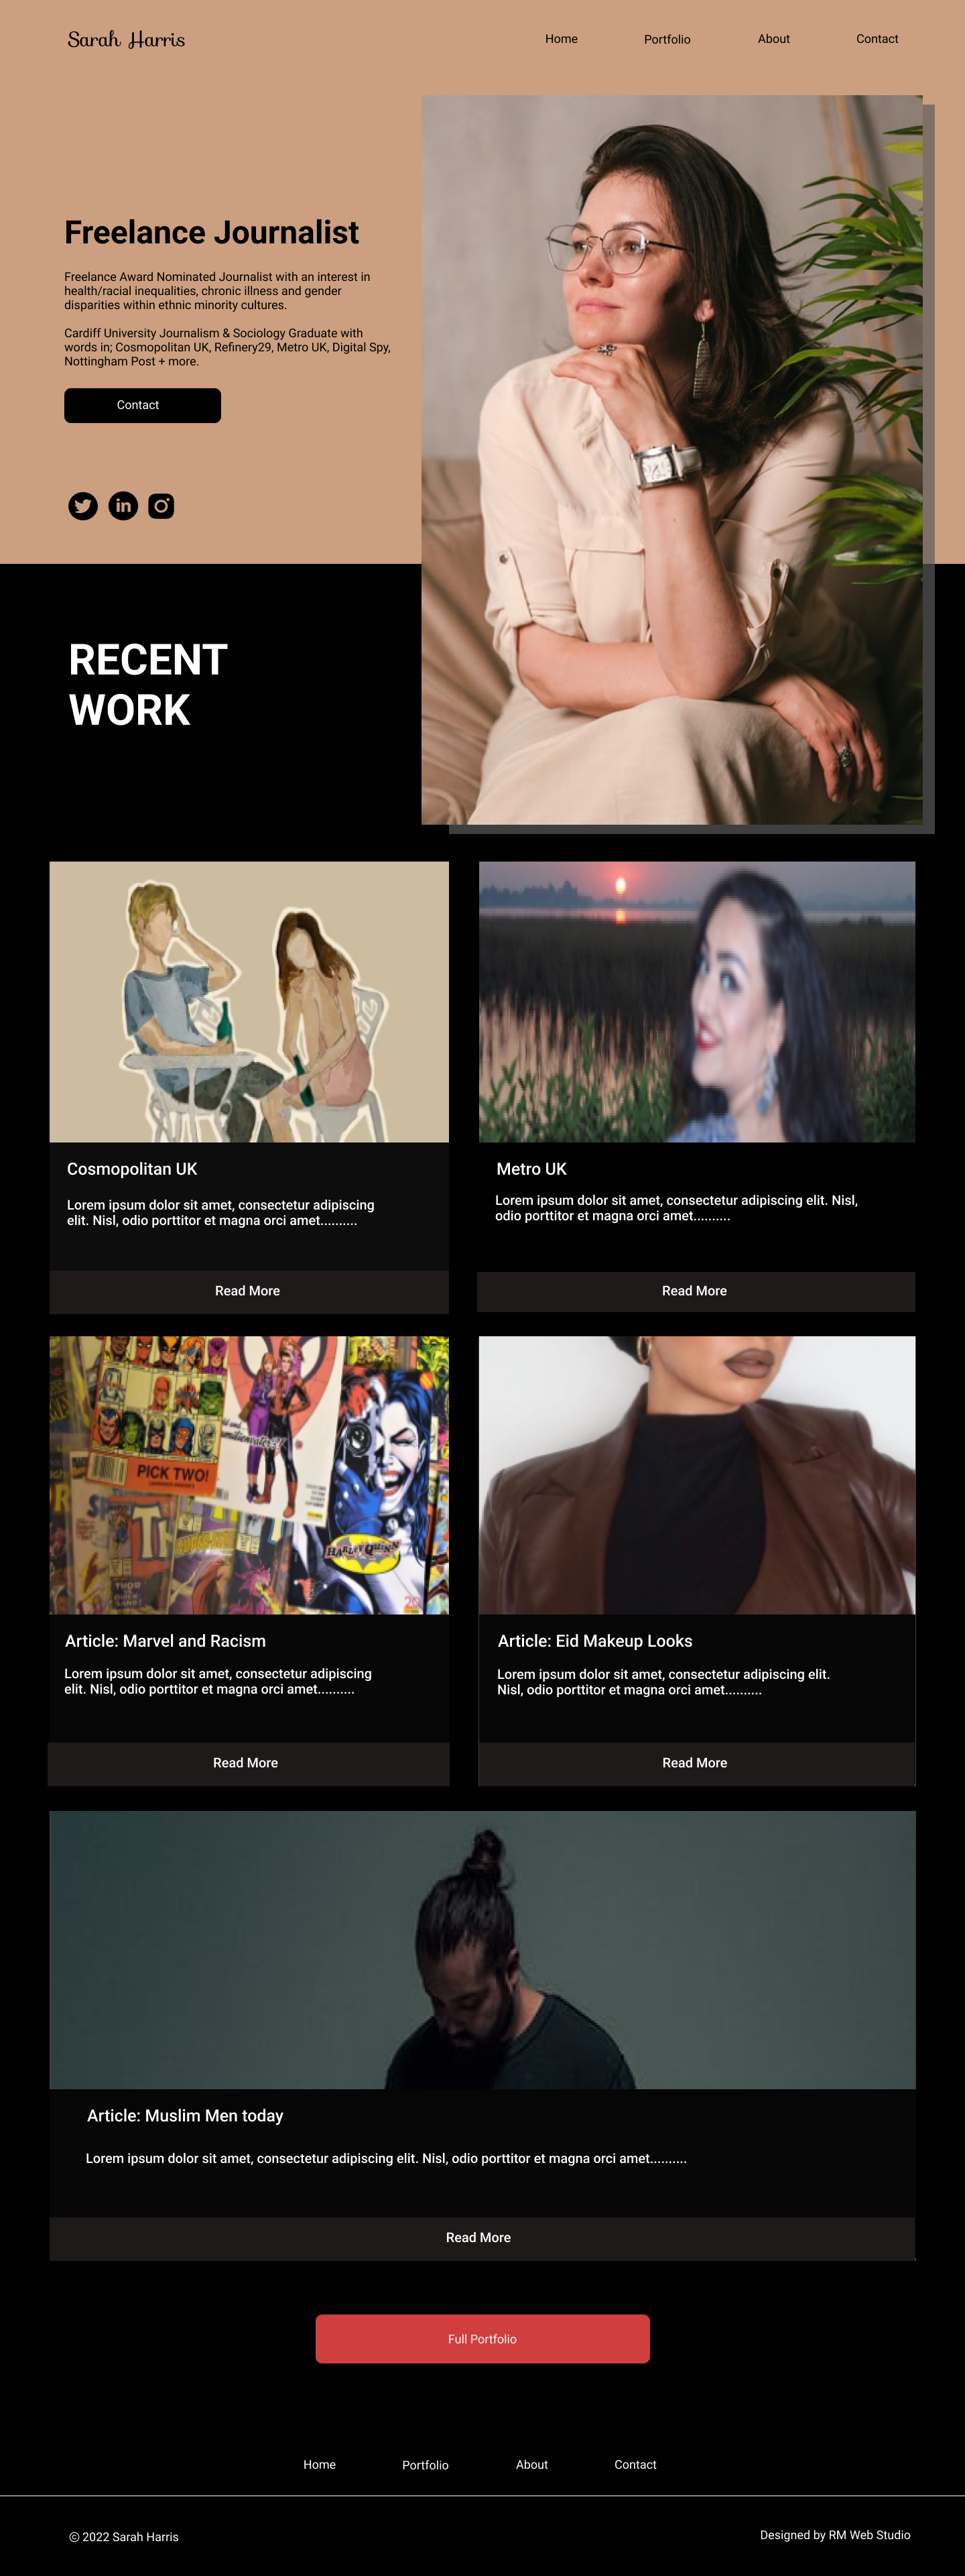 Sarah Harris
Home
Portfolio
About
Contact
Freelance Journalist
Freelance Award Nominated Journalist with an interest in
health/racial inequalities, chronic illness and gender
disparities within ethnic minority cultures.
Cardiff University Journalism & Sociology Graduate with
words in; Cosmopolitan UK, Refinery29, Metro UK, Digital Spy,
Nottingham Post + more.
Contact
in
RECENT
WORK
Cosmopolitan UK
Lorem ipsum dolor sit amet, consectetur adipiscing
elit. Nisl, odio porttitor et magna orci amet..........
Read More
Metro UK
Lorem ipsum dolor sit amet, consectetur adipiscing elit. Nisl,
odio porttitor et magna orci amet..........
Read More
PICK TWO!
HARLEY QUINN
THOR
Article: Marvel and Racism
Lorem ipsum dolor sit amet, consectetur adipiscing
elit. Nisl, odio porttitor et magna orci amet..........
Read More
Article: Eid Makeup Looks
Lorem ipsum dolor sit amet, consectetur adipiscing elit.
Nisl, odio porttitor et magna orci amet..........
Read More
Article: Muslim Men today
Lorem ipsum dolor sit amet, consectetur adipiscing elit. Nisl, odio porttitor et magna orci amet..........
Read More
Full Portfolio
Home
Portfolio
About
Contact
© 2022 Sarah Harris
Designed by RM Web Studio